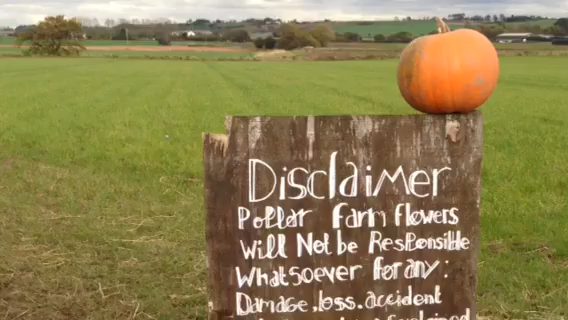 Disclaimer
Pollar Farm flowers
Will Not be Responsible
Whatsoever for any:
Damage, loss, accident